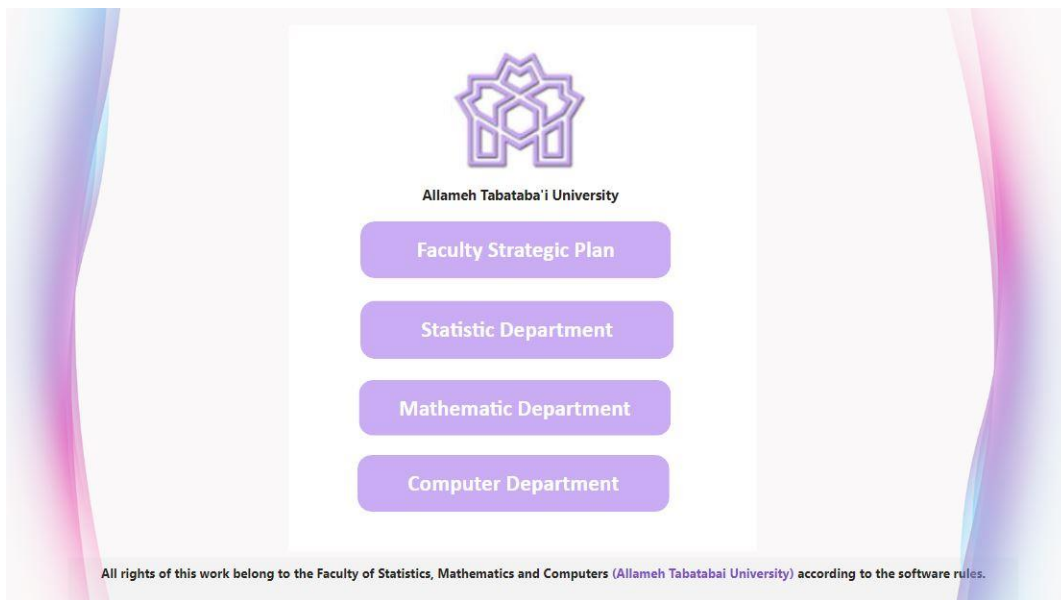 Allameh Tabataba'i University
Faculty Strategic Plan
Statistic Department
Mathematic Department
Computer Department
All rights of this work belong to the Faculty of Statistics, Mathematics and Computers (Allameh Tabatabai University) according to the software rules.